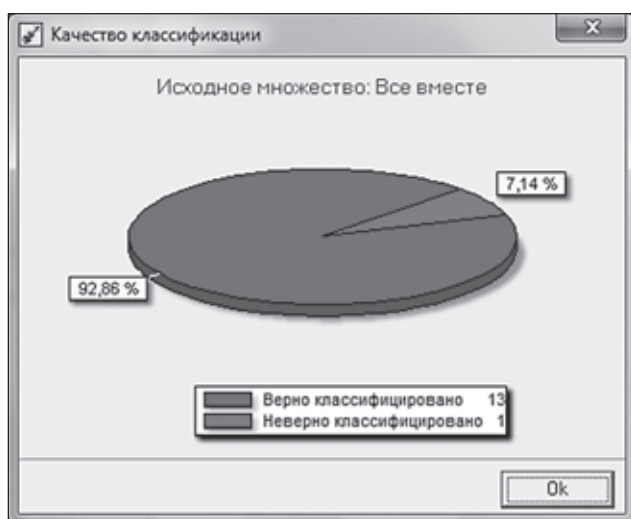 Качество классификации
Исходное множество: Все вместе
7,14 %
92,86 %
Верно классифицировано 13
Неверно классифицировано 1
Ok